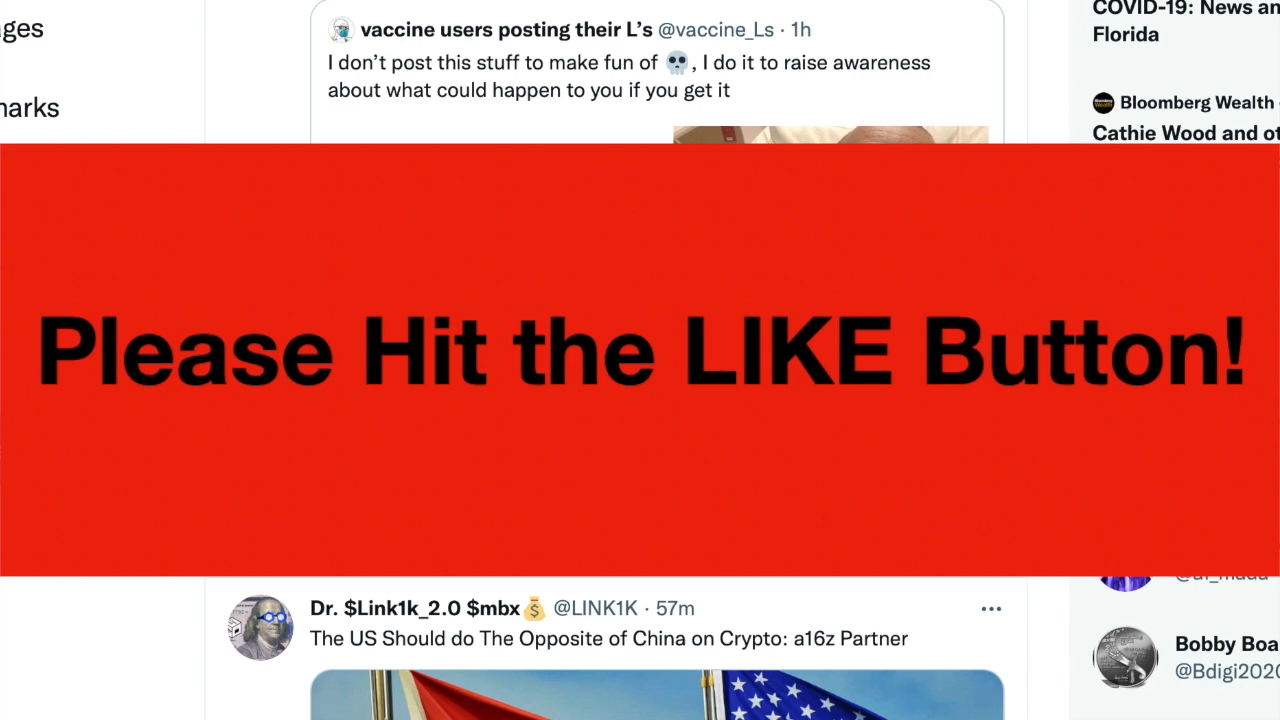 ages
marks
vaccine users posting their L’s @vaccine_Ls · 1h
I don’t post this stuff to make fun of 💀, I do it to raise awareness
about what could happen to you if you get it
COVID-19: News an
Florida
Bloomberg Wealth
Cathie Wood and ot
Please Hit the LIKE Button!
Dr. $Link1k_2.0 $mbx💰 @LINK1K · 57m
The US Should do The Opposite of China on Crypto: a16z Partner
Bobby Boa
@Bdigi2020